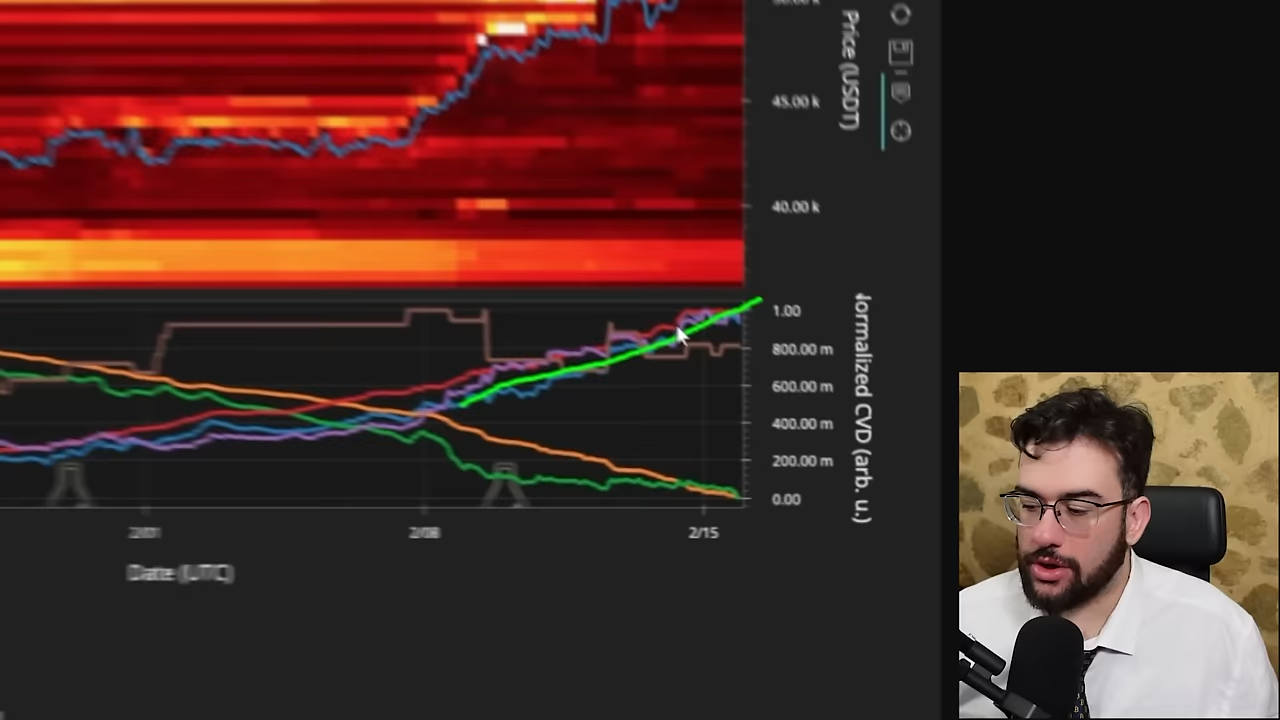 Price (USDT)
45.00 k
40.00 k
1.00
800.00 m
600.00 m
400.00 m
200.00 m
0.00
Normalized CVD (arb. u.)
2/01
2/08
2/15
Date (UTC)